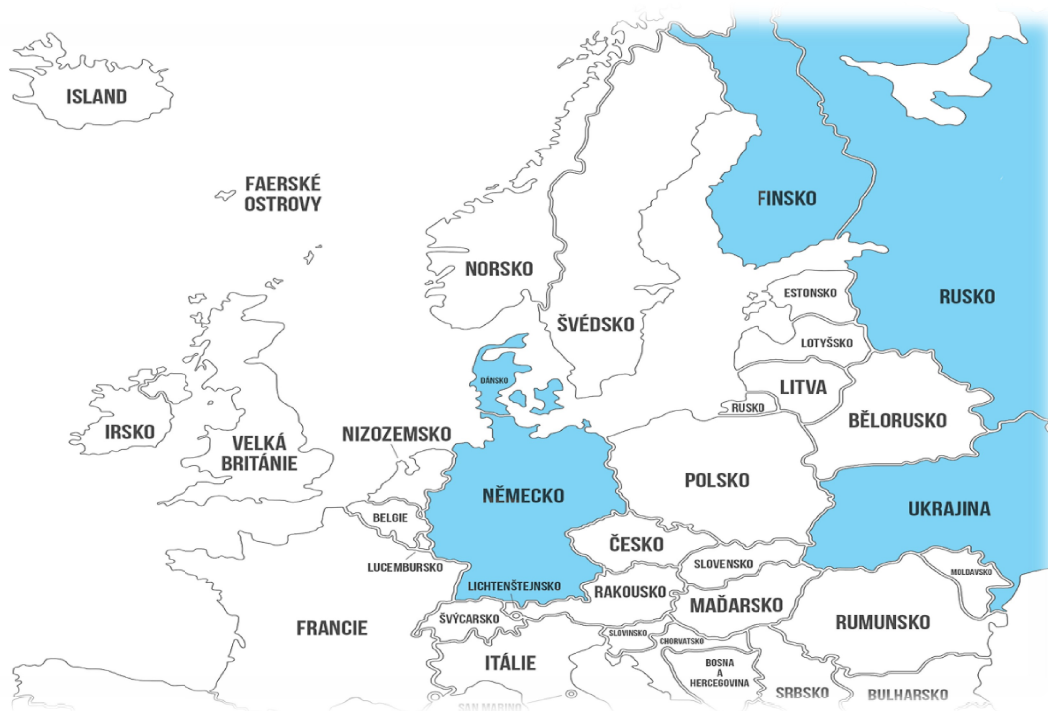 ISLAND
FAERSKÉ
OSTROVY
FINSKO
NORSKO
ESTONSKO
RUSKO
ŠVÉDSKO
LOTYŠSKO
DÁNSKO
LITVA
RUSKO
BĚLORUSKO
IRSKO
VELKÁ
BRITÁNIE
NIZOZEMSKO
POLSKO
NĚMECKO
UKRAJINA
BELGIE
ČESKO
LUCEMBURSKO
SLOVENSKO
MOLDAVSKO
LICHTENŠTEJNSKO
RAKOUSKO
MAĎARSKO
ŠVÝCARSKO
FRANCIE
RUMUNSKO
SLOVINSKO
CHORVATSKO
ITÁLIE
BOSNA
A
HERCEGOVINA
SRBSKO
BULHARSKO
SAN MARINO